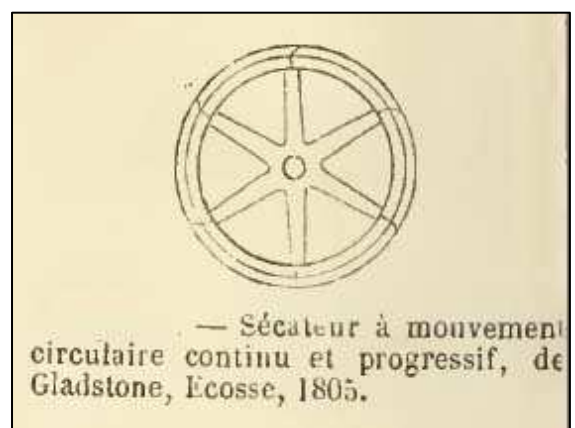 — Sécateur à mouvement
circulaire continu et progressif, de
Gladstone, Ecosse, 1805.